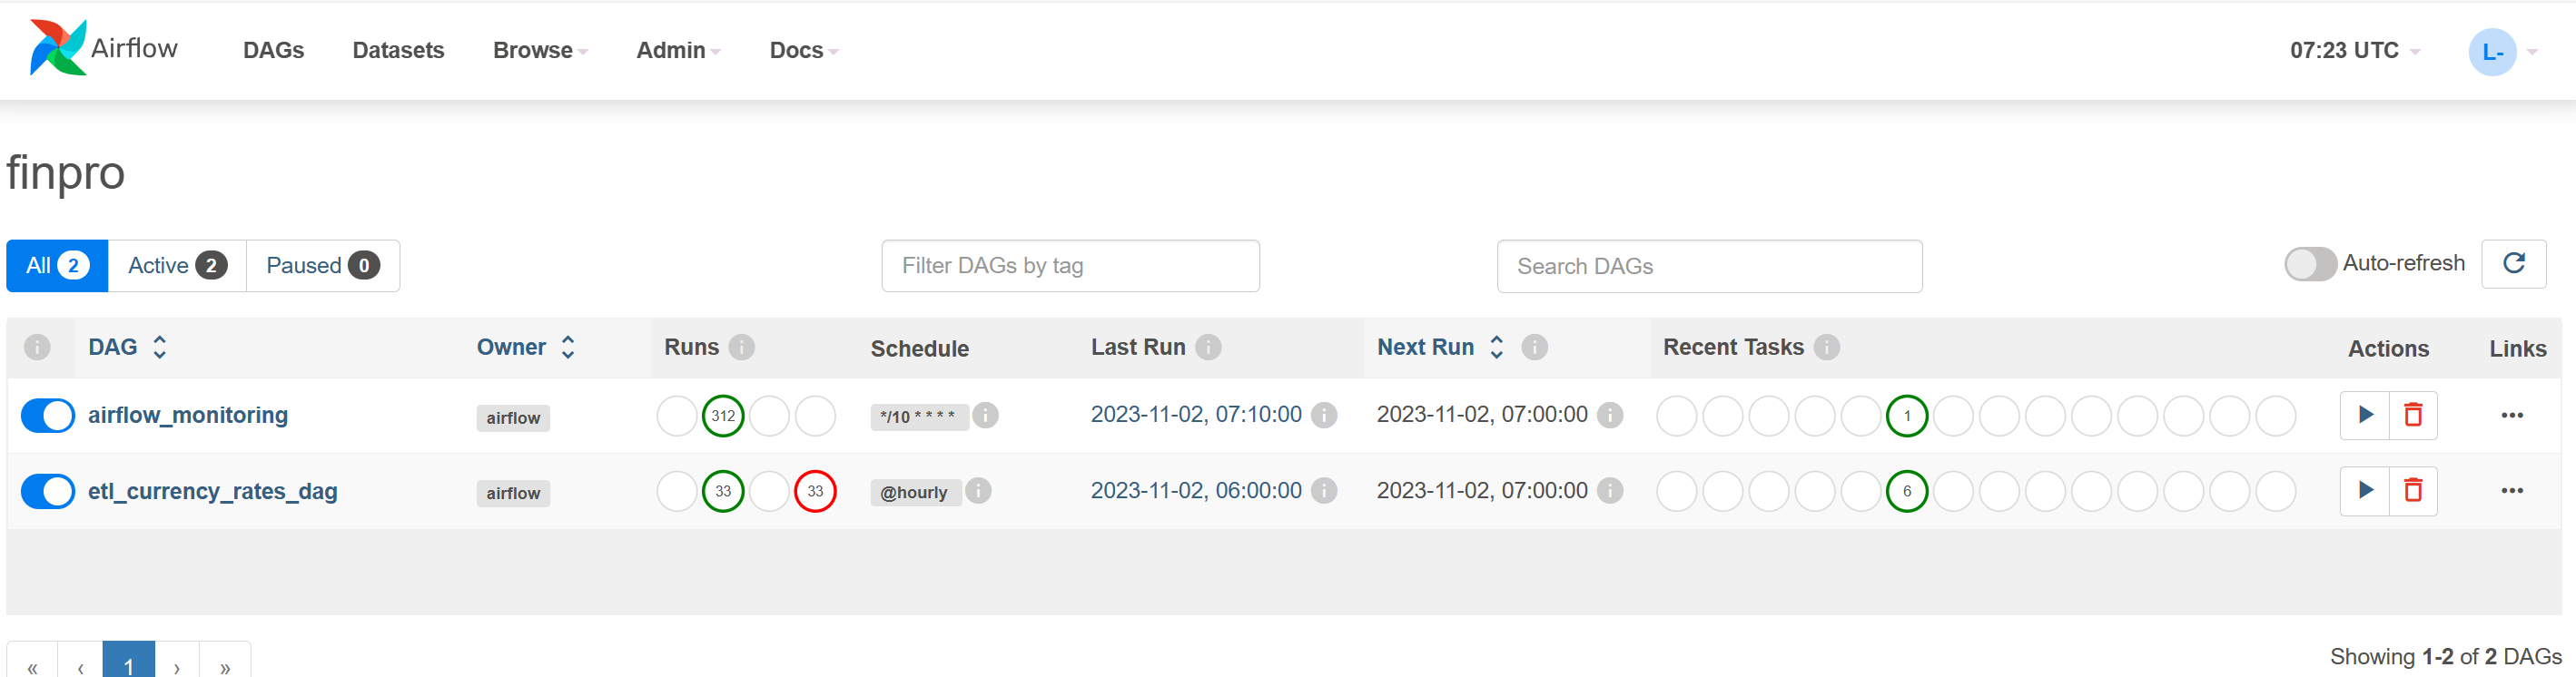 Airflow DAGs Datasets Browse Admin Docs 07:23 UTC L-
finpro
All 2 Active 2 Paused 0 Filter DAGs by tag Search DAGs Auto-refresh
DAG Owner Runs Schedule Last Run Next Run Recent Tasks Actions Links
airflow_monitoring airflow 312 */10 * * * * 2023-11-02, 07:10:00 2023-11-02, 07:00:00 1
etl_currency_rates_dag airflow 33 33 @hourly 2023-11-02, 06:00:00 2023-11-02, 07:00:00 6
« ‹ 1 › » Showing 1-2 of 2 DAGs